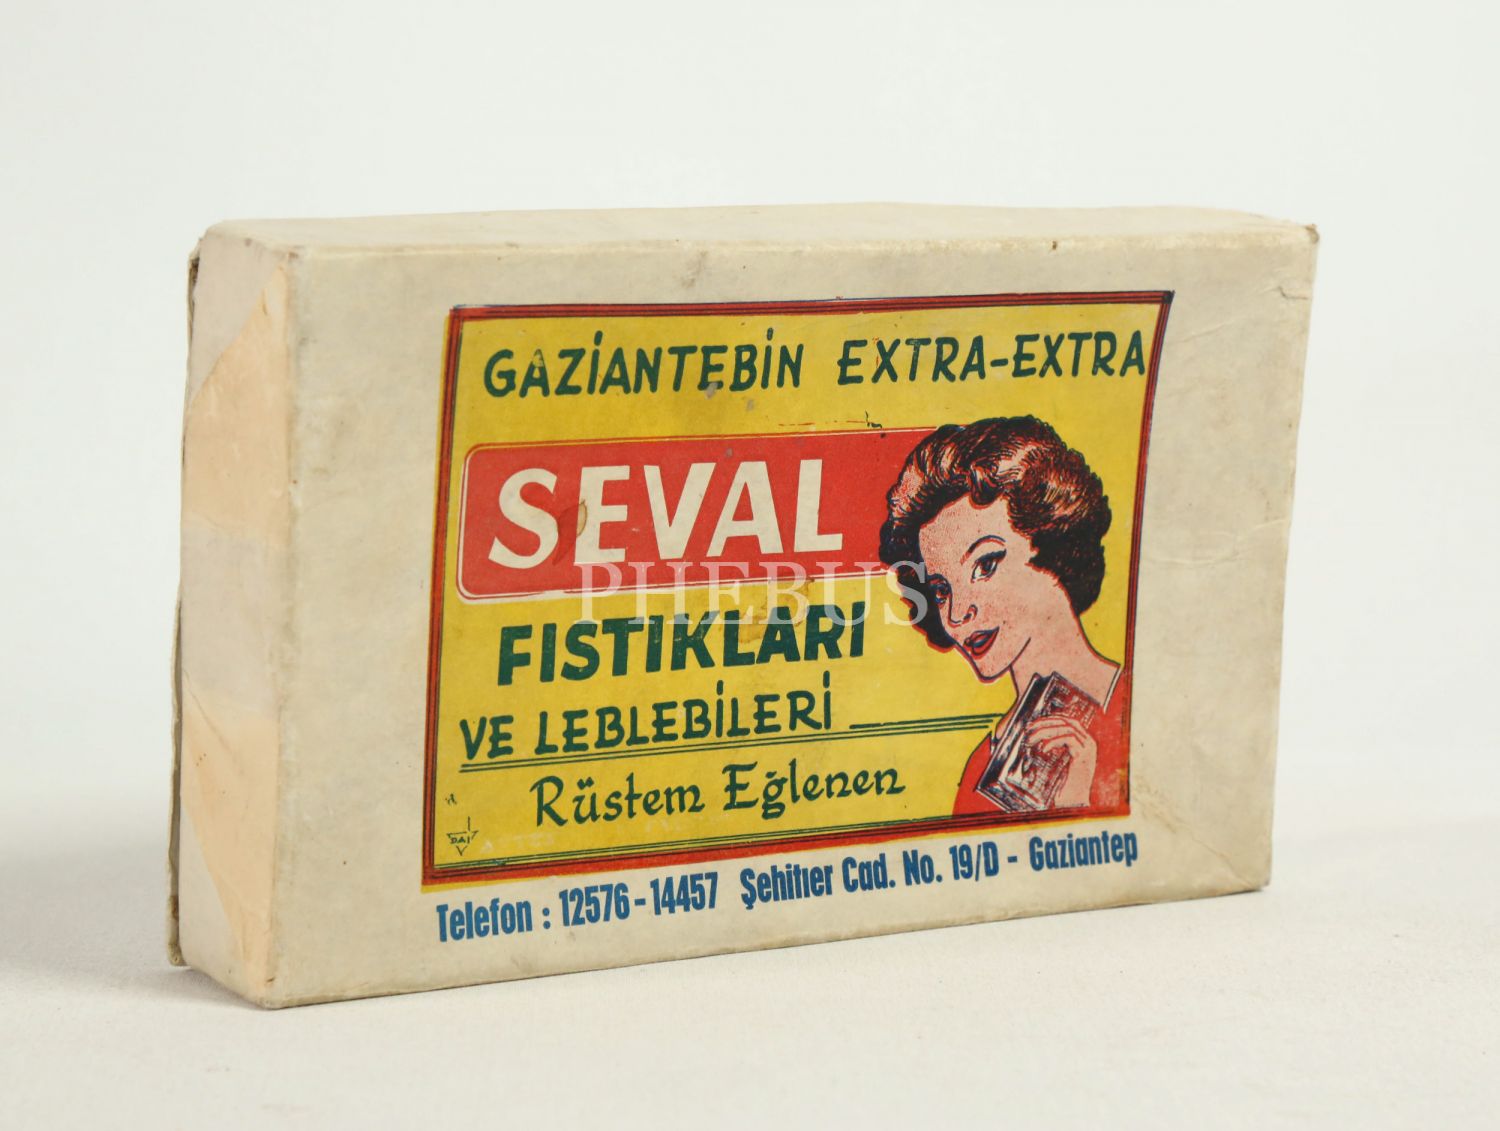 GAZİANTEBİN EXTRA-EXTRA
SEVAL
FISTIKLARI
VE LEBLEBİLERİ
Rüstem Eğlenen
DAİ
Telefon : 12576-14457 Şehitler Cad. No. 19/D - Gaziantep
PHEBUS